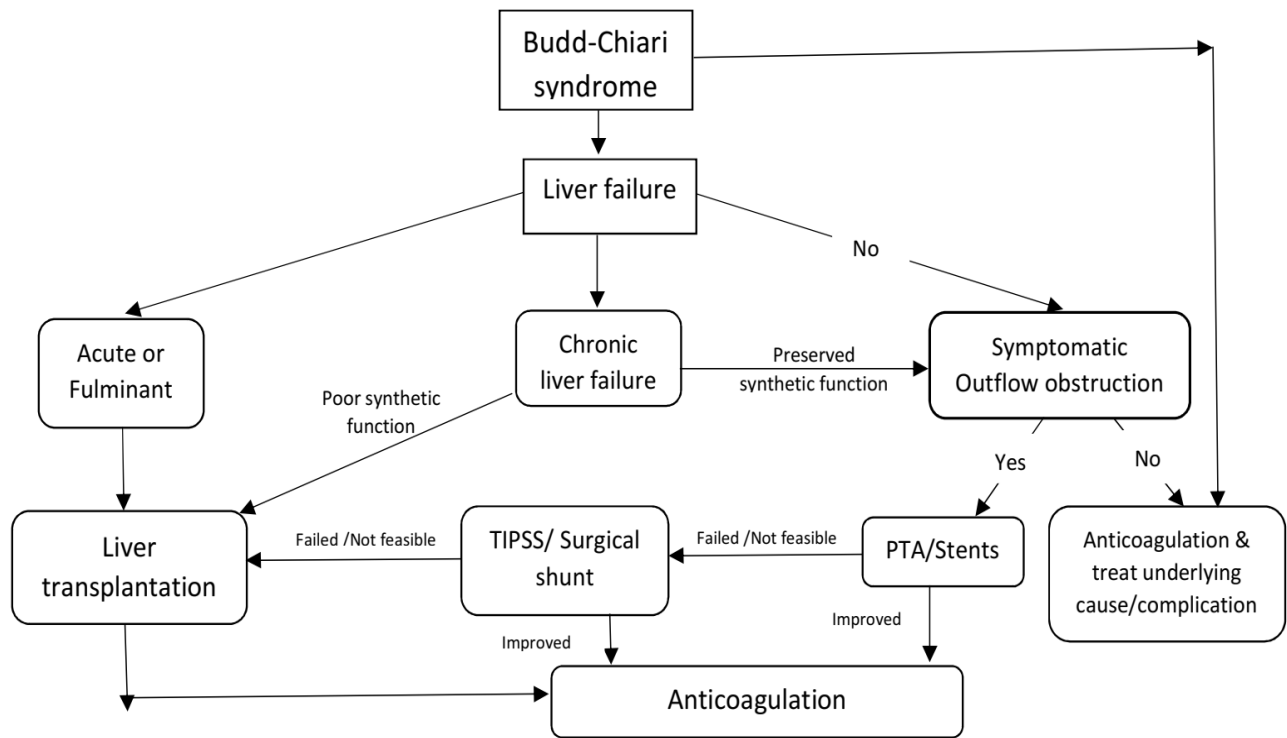 Budd-Chiari
syndrome
Liver failure
No
Acute or
Fulminant
Chronic
liver failure
Preserved
synthetic function
Symptomatic
Outflow obstruction
Poor synthetic
function
Yes
No
Liver
transplantation
Failed /Not feasible
TIPSS/ Surgical
shunt
Failed /Not feasible
PTA/Stents
Anticoagulation &
treat underlying
cause/complication
Improved
Improved
Anticoagulation